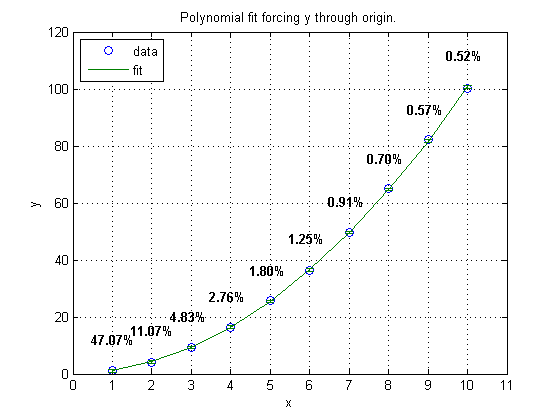 Polynomial fit forcing y through origin.
120
100
80
60
40
20
0
y
data
fit
47.07%
11.07%
4.83%
2.76%
1.80%
1.25%
0.91%
0.70%
0.57%
0.52%
0 1 2 3 4 5 6 7 8 9 10 11
x